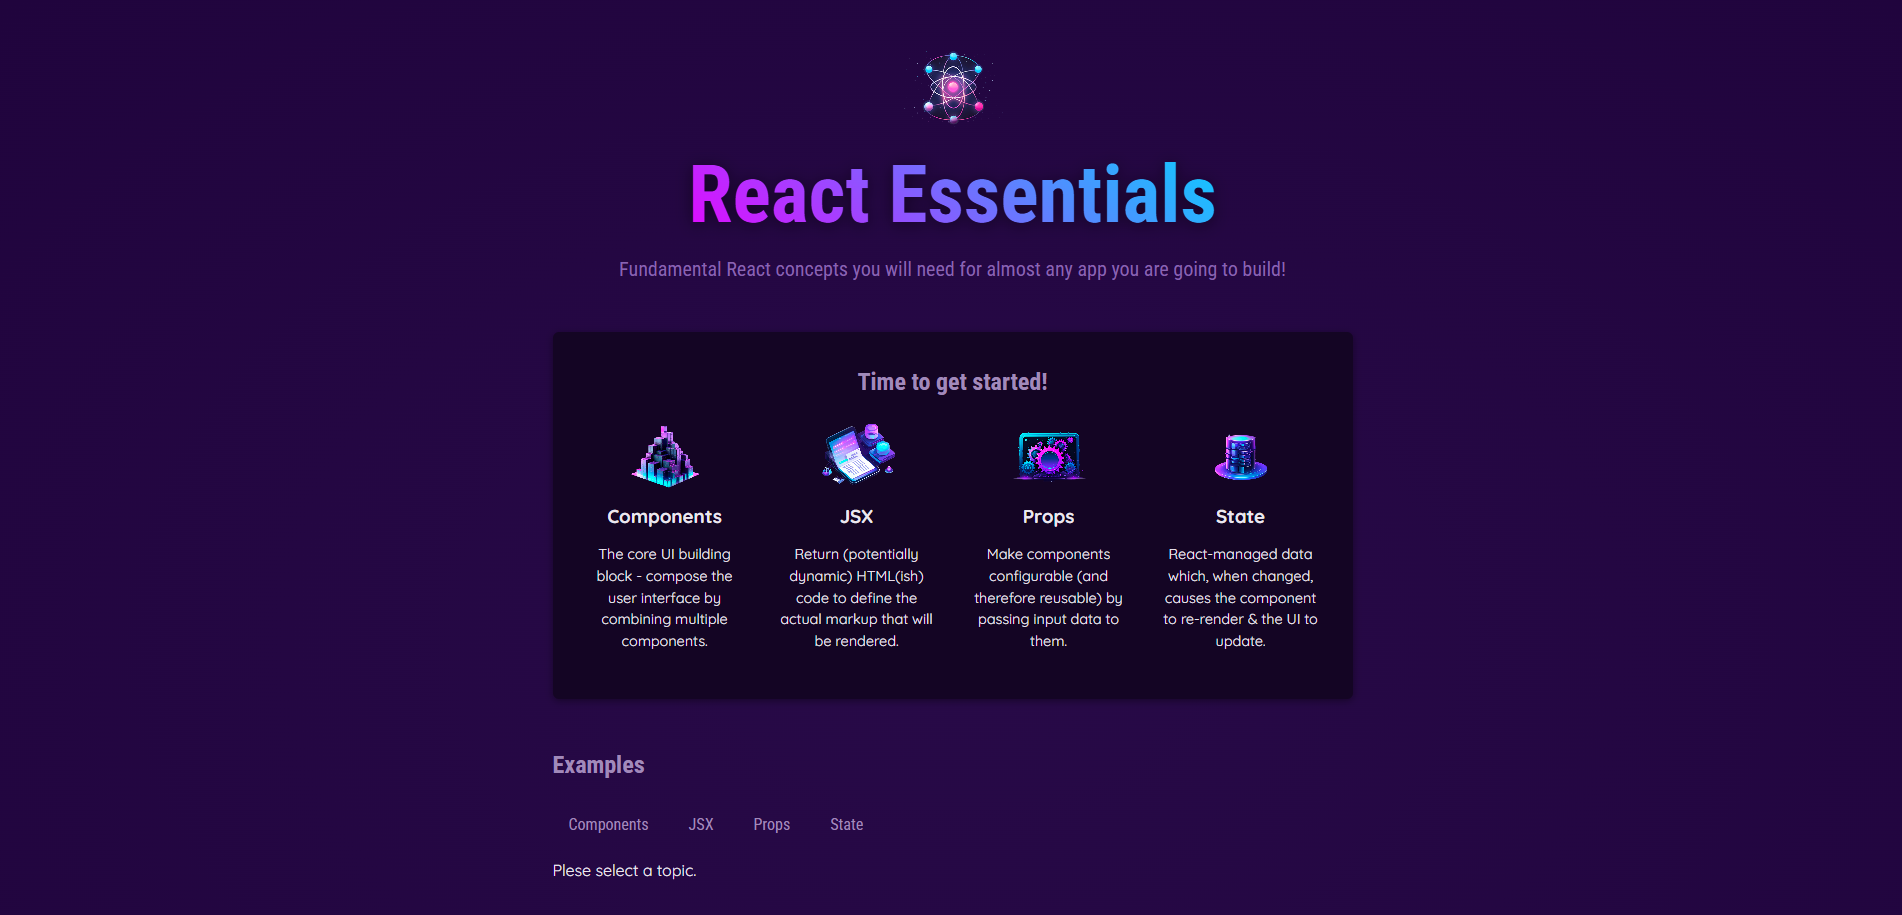 React Essentials
Fundamental React concepts you will need for almost any app you are going to build!
Time to get started!
Components
The core UI building
block - compose the
user interface by
combining multiple
components.
JSX
Return (potentially
dynamic) HTML(ish)
code to define the
actual markup that will
be rendered.
Props
Make components
configurable (and
therefore reusable) by
passing input data to
them.
State
React-managed data
which, when changed,
causes the component
to re-render & the UI to
update.
Examples
Components JSX Props State
Plese select a topic.